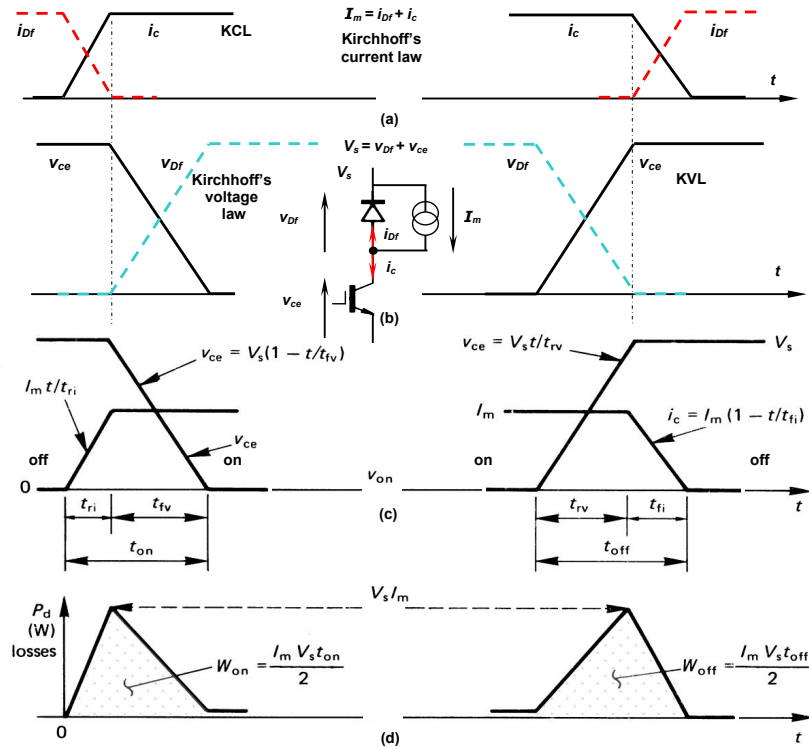 i_Df
i_c
KCL
I_m = i_Df + i_c
Kirchhoff's
current law
i_c
i_Df
t
(a)
v_ce
v_Df
Kirchhoff's
voltage
law
V_s = v_Df + v_ce
V_s
v_Df
i_Df
I_m
i_c
v_ce
(b)
v_Df
v_ce
KVL
t
v_ce = V_s(1 − t/t_fv)
I_m t/t_ri
v_ce
off
on
0
v_on
(c)
t_ri
t_fv
t_on
v_ce = V_s t/t_rv
V_s
I_m
i_c = I_m (1 − t/t_fi)
on
off
t_rv
t_fi
t
t_off
P_d
(W)
losses
V_s I_m
W_on = I_m V_s t_on / 2
W_off = I_m V_s t_off / 2
0
(d)
t